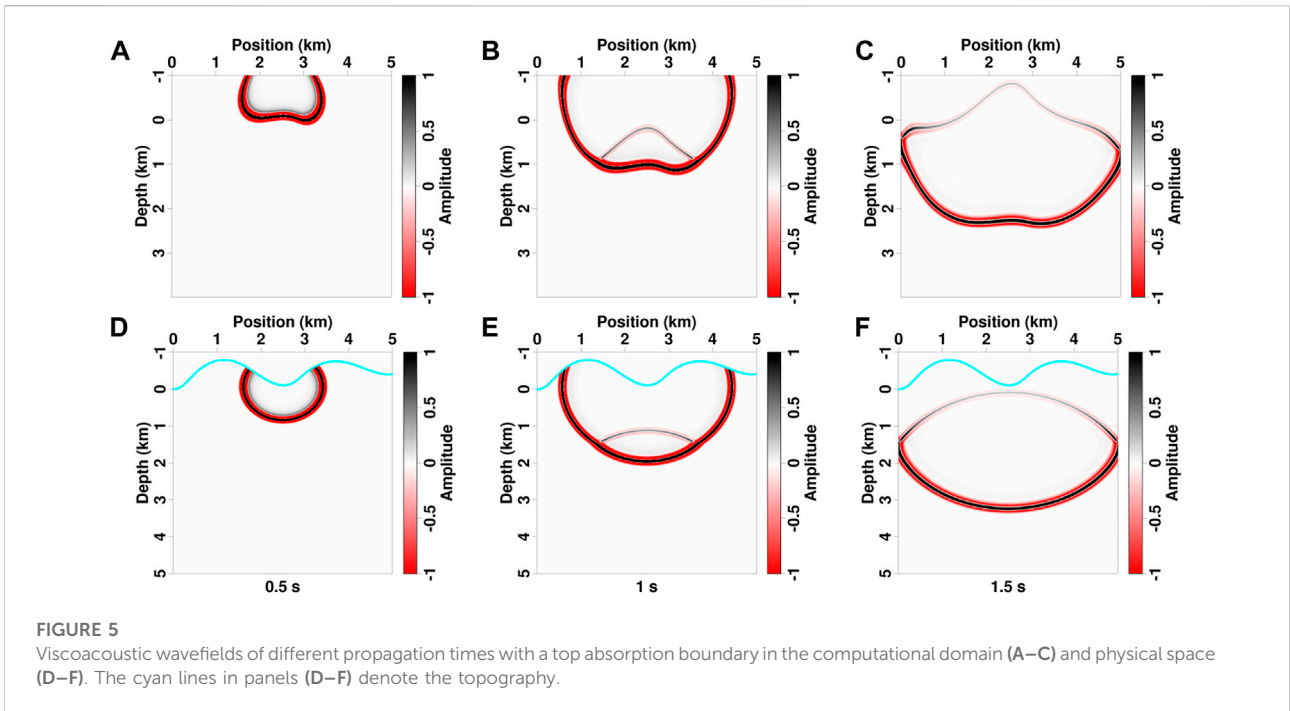 A
Position (km)
0 1 2 3 4 5
-1
0
1
2
3
Depth (km)
1
0.5
0
-0.5
-1
Amplitude
B
Position (km)
0 1 2 3 4 5
-1
0
1
2
3
Depth (km)
1
0.5
0
-0.5
-1
Amplitude
C
Position (km)
0 1 2 3 4 5
-1
0
1
2
3
Depth (km)
1
0.5
0
-0.5
-1
Amplitude
D
Position (km)
0 1 2 3 4 5
-1
0
1
2
3
4
5
Depth (km)
1
0.5
0
-0.5
-1
Amplitude
0.5 s
E
Position (km)
0 1 2 3 4 5
-1
0
1
2
3
4
5
Depth (km)
1
0.5
0
-0.5
-1
Amplitude
1 s
F
Position (km)
0 1 2 3 4 5
-1
0
1
2
3
4
5
Depth (km)
1
0.5
0
-0.5
-1
Amplitude
1.5 s
FIGURE 5
Viscoacoustic wavefields of different propagation times with a top absorption boundary in the computational domain (A–C) and physical space
(D–F). The cyan lines in panels (D–F) denote the topography.